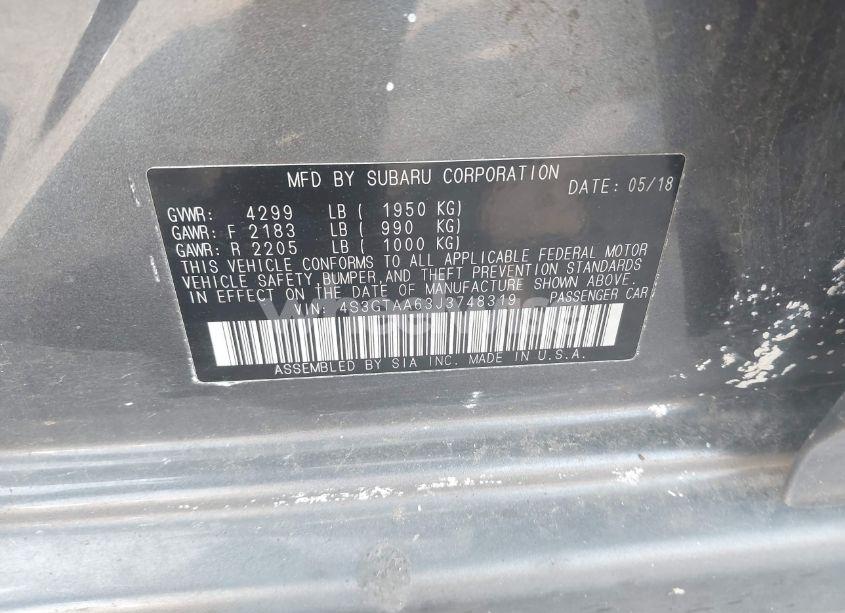 MFD BY SUBARU CORPORATION DATE: 05/18
GVWR: 4299 LB ( 1950 KG)
GAWR: F 2183 LB ( 990 KG)
GAWR: R 2205 LB ( 1000 KG)
THIS VEHICLE CONFORMS TO ALL APPLICABLE FEDERAL MOTOR
VEHICLE SAFETY, BUMPER, AND THEFT PREVENTION STANDARDS
IN EFFECT ON THE DATE OF MANUFACTURE SHOWN ABOVE.
VIN: 4S3GTAA63J3748319 PASSENGER CAR
ASSEMBLED BY SIA INC. MADE IN U.S.A.